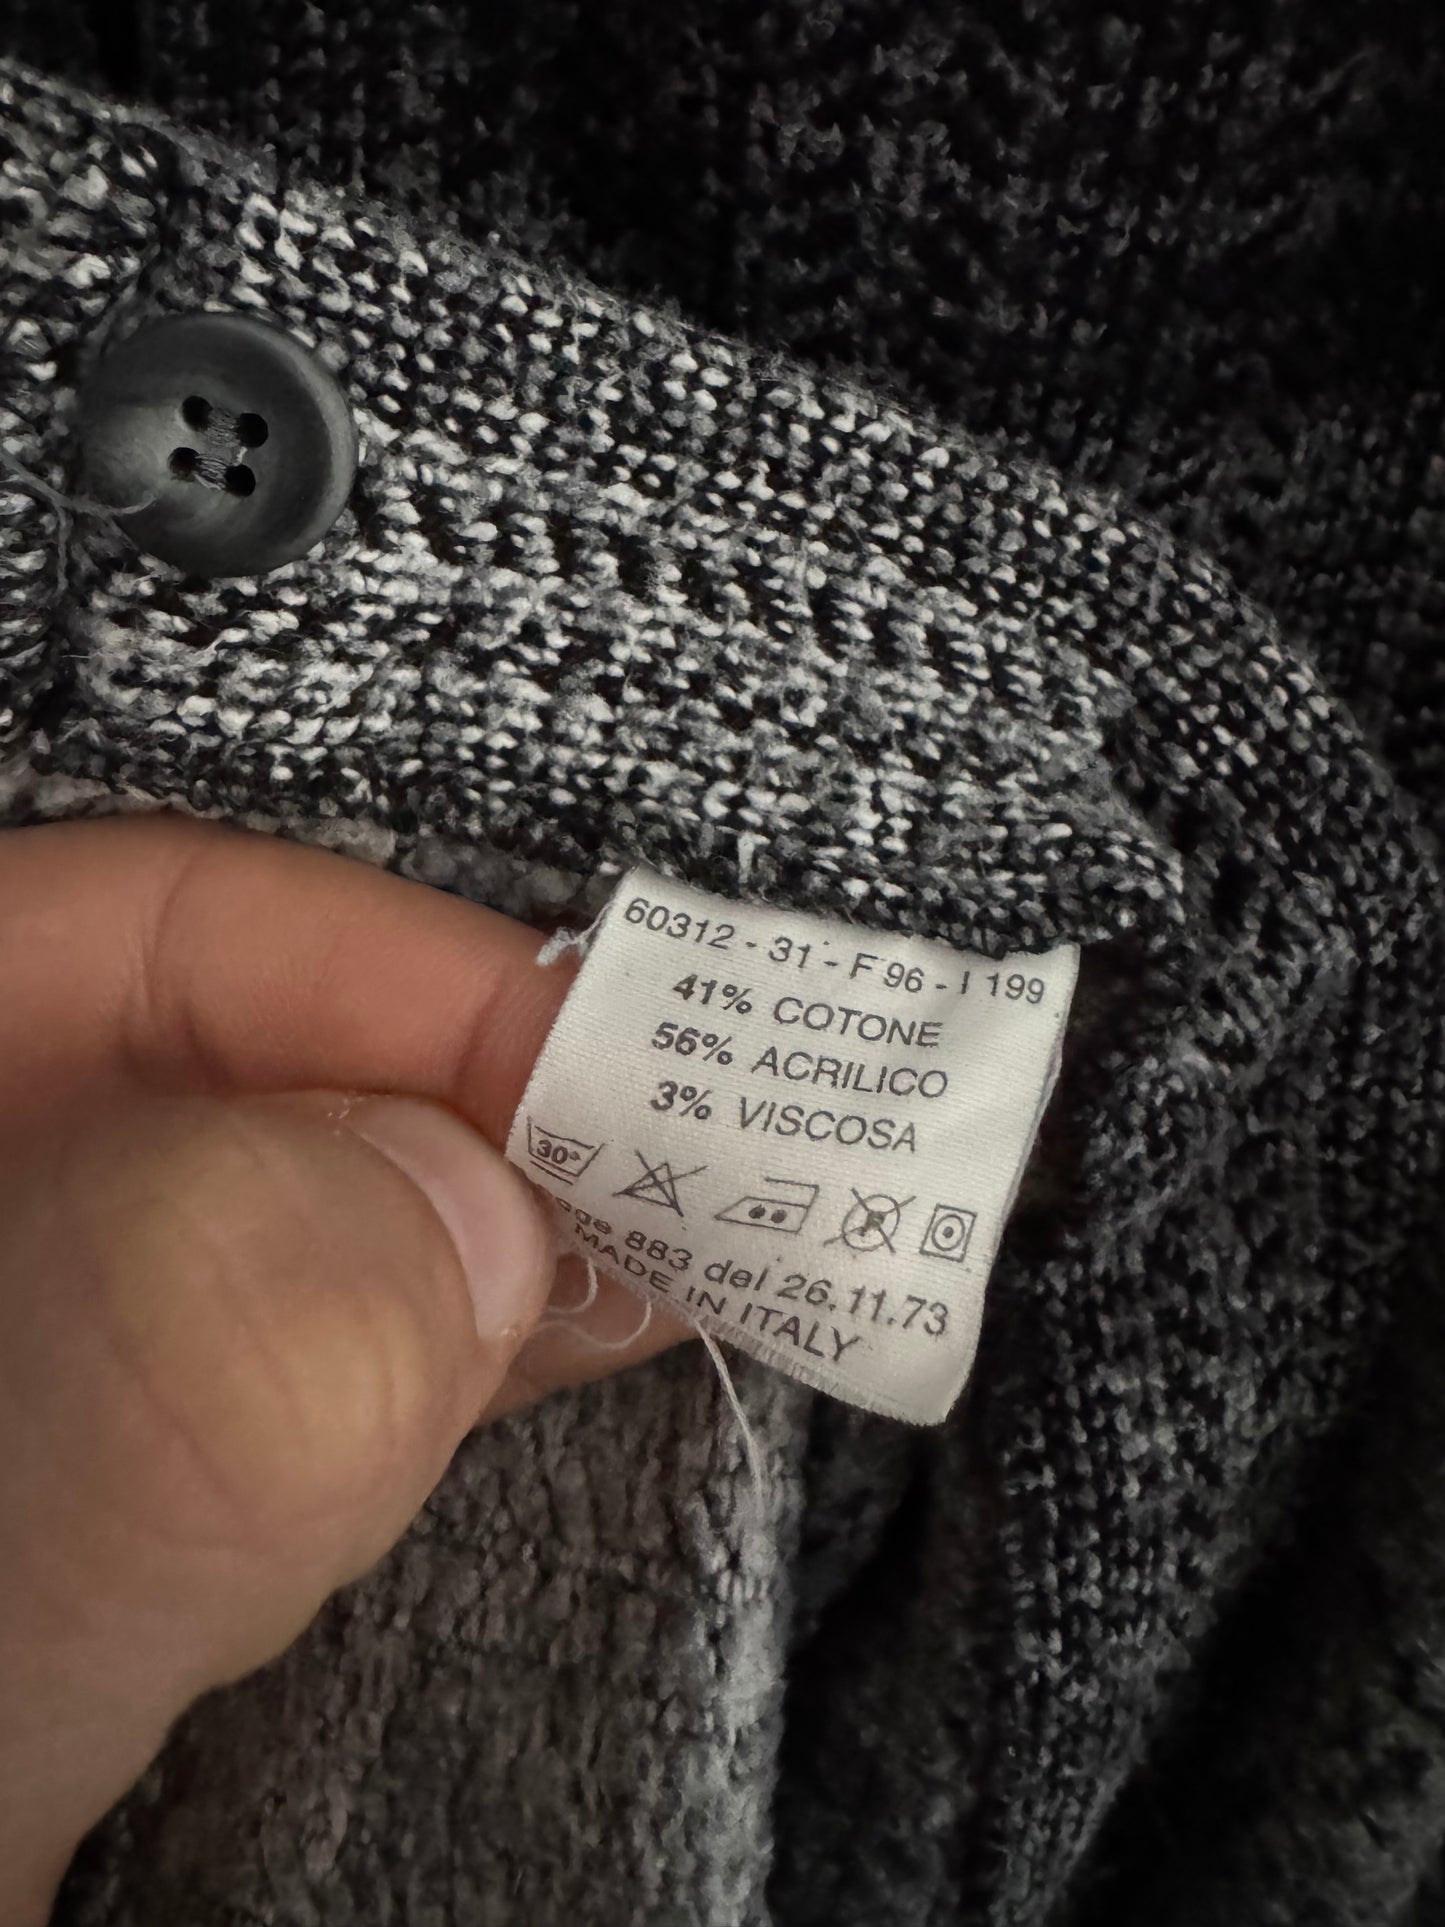 60312 - 31 - F 96 - I 199
41% COTONE
56% ACRILICO
3% VISCOSA
30°
P
883 del 26.11.73
MADE IN ITALY